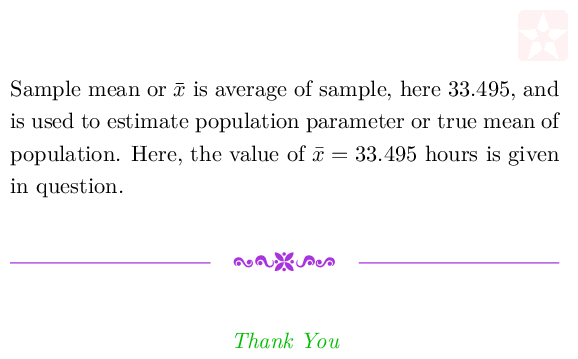 Sample mean or x̄ is average of sample, here 33.495, and
is used to estimate population parameter or true mean of
population. Here, the value of x̄ = 33.495 hours is given
in question.
Thank You